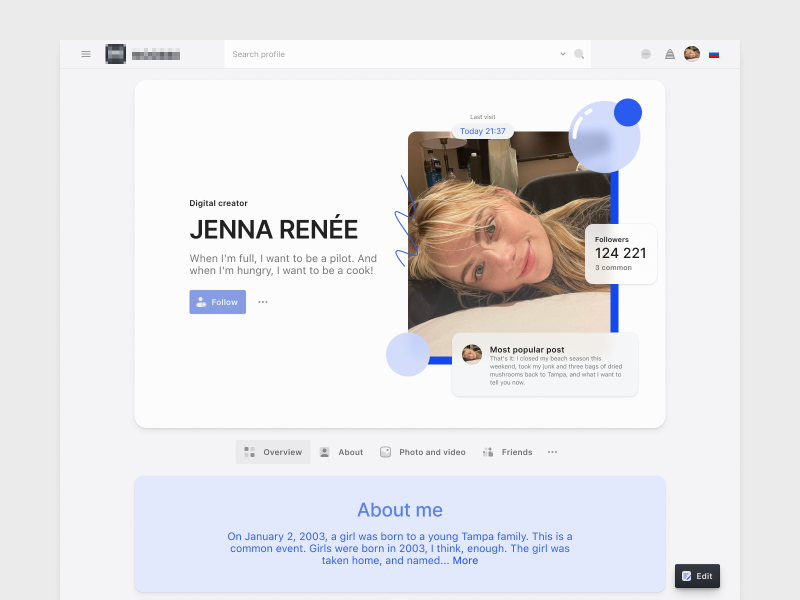 Search profile
Last visit
Today 21:37
Digital creator
JENNA RENÉE
When I'm full, I want to be a pilot. And
when I'm hungry, I want to be a cook!
Follow
Followers
124 221
3 common
Most popular post
That's it: I closed my beach season this
weekend, took my junk and three bags of dried
mushrooms back to Tampa, and what I want to
tell you now.
Overview
About
Photo and video
Friends
About me
On January 2, 2003, a girl was born to a young Tampa family. This is a
common event. Girls were born in 2003, I think, enough. The girl was
taken home, and named... More
Edit